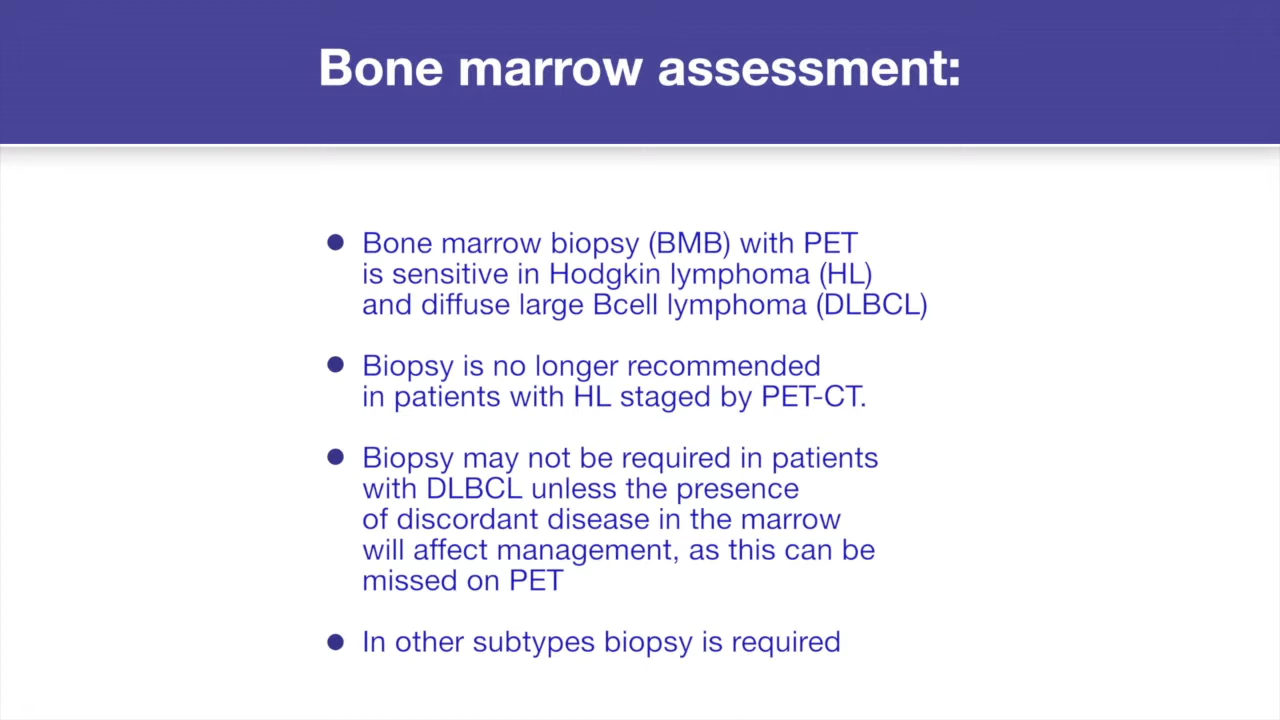 Bone marrow assessment:
● Bone marrow biopsy (BMB) with PET
is sensitive in Hodgkin lymphoma (HL)
and diffuse large Bcell lymphoma (DLBCL)
● Biopsy is no longer recommended
in patients with HL staged by PET-CT.
● Biopsy may not be required in patients
with DLBCL unless the presence
of discordant disease in the marrow
will affect management, as this can be
missed on PET
● In other subtypes biopsy is required